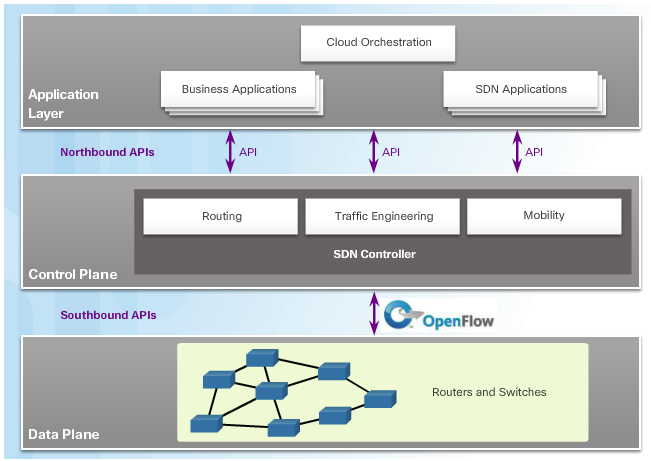 Cloud Orchestration
Business Applications
SDN Applications
Application
Layer
Northbound APIs
API
API
API
Routing
Traffic Engineering
Mobility
SDN Controller
Control Plane
Southbound APIs
OpenFlow
Routers and Switches
Data Plane